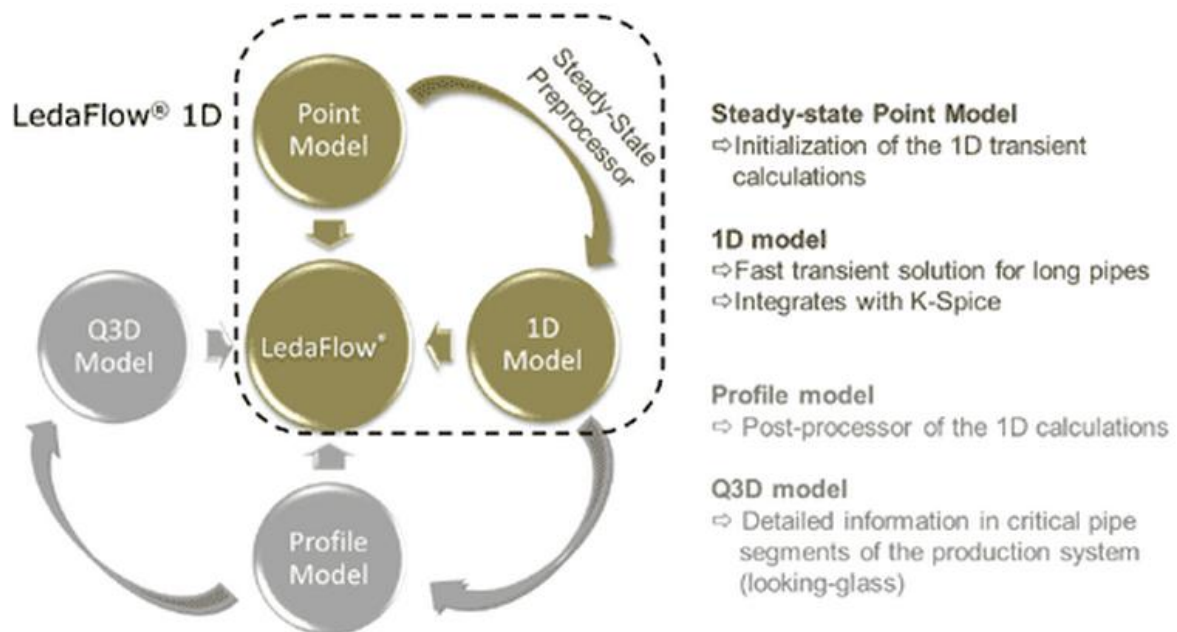 LedaFlow® 1D
Point
Model
Steady-State
Preprocessor
Q3D
Model
LedaFlow®
1D
Model
Profile
Model
Steady-state Point Model
⇨Initialization of the 1D transient
calculations
1D model
⇨Fast transient solution for long pipes
⇨Integrates with K-Spice
Profile model
⇨ Post-processor of the 1D calculations
Q3D model
⇨ Detailed information in critical pipe
segments of the production system
(looking-glass)